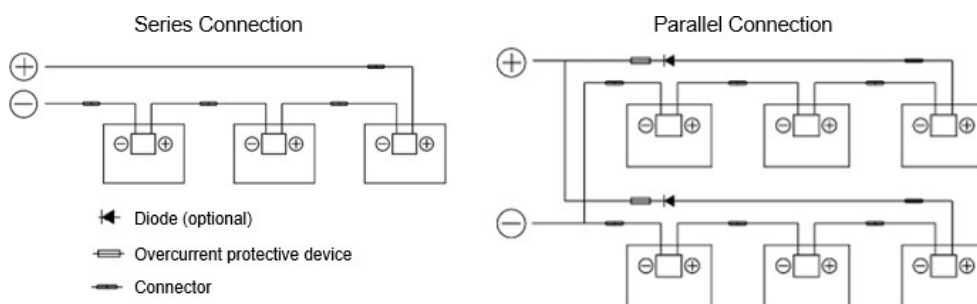 Series Connection
Parallel Connection
+
−
− +
− +
− +
+
− +
− +
− +
−
− +
− +
− +
Diode (optional)
Overcurrent protective device
Connector